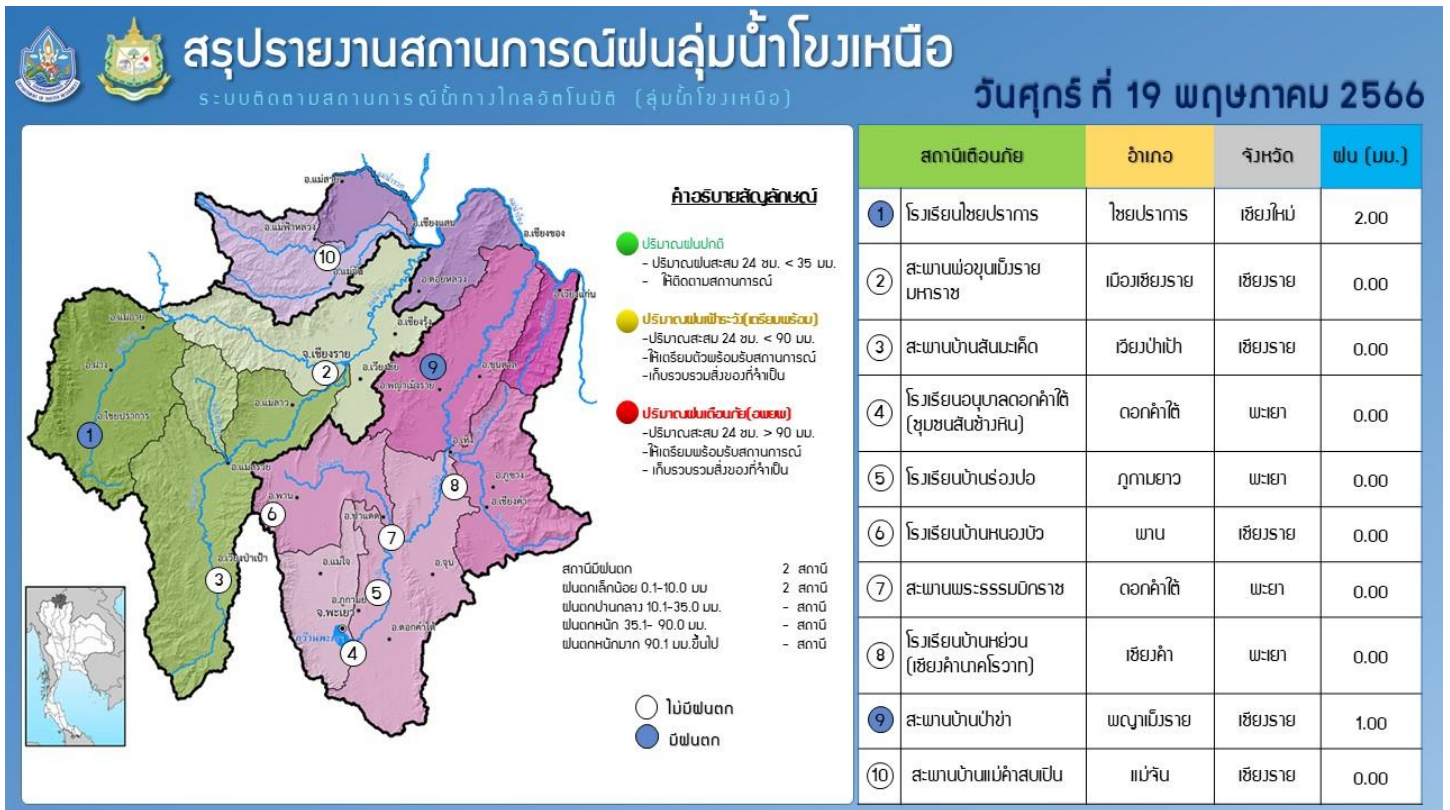 สรุปรายงานสถานการณ์ฝนลุ่มน้ำโขงเหนือ
ระบบติดตามสถานการณ์น้ำทางไกลอัตโนมัติ (ลุ่มน้ำโขงเหนือ)
วันศุกร์ ที่ 19 พฤษภาคม 2566
อ.แม่สาย
อ.แม่ฟ้าหลวง
อ.เชียงแสน
อ.เชียงของ
10
อ.แม่จัน
อ.ดอยหลวง
อ.เวียงแก่น
อ.แม่อาย
อ.เชียงรุ้ง
จ.เชียงราย
2
อ.เวียงชัย
9
อ.ขุนตาล
อ.พญาเม็งราย
อ.ฝาง
อ.ไชยปราการ
อ.แม่ลาว
1
อ.เทิง
อ.แม่สรวย
8
อ.ภูซาง
อ.เชียงคำ
อ.พาน
6
อ.ป่าแดด
7
อ.เวียงป่าเป้า
3
อ.แม่ใจ
อ.จุน
5
จ.พะเยา
กว๊านพะเยา
อ.ดอกคำใต้
4
คำอธิบายสัญลักษณ์
ปริมาณฝนปกติ
- ปริมาณฝนสะสม 24 ชม. < 35 มม.
- ให้ติดตามสถานการณ์
ปริมาณฝนเฝ้าระวัง(เตรียมพร้อม)
-ปริมาณสะสม 24 ชม. < 90 มม.
-ให้เตรียมตัวพร้อมรับสถานการณ์
-เก็บรวบรวมสิ่งของที่จำเป็น
ปริมาณฝนเตือนภัย(อพยพ)
-ปริมาณสะสม 24 ชม. > 90 มม.
-ให้เตรียมพร้อมรับสถานการณ์
- เก็บรวบรวมสิ่งของที่จำเป็น
สถานีมีฝนตก 2 สถานี
ฝนตกเล็กน้อย 0.1-10.0 มม 2 สถานี
ฝนตกปานกลาง 10.1-35.0 มม. - สถานี
ฝนตกหนัก 35.1- 90.0 มม. - สถานี
ฝนตกหนักมาก 90.1 มม.ขึ้นไป - สถานี
ไม่มีฝนตก
มีฝนตก
สถานีเตือนภัย อำเภอ จังหวัด ฝน (มม.)
1 โรงเรียนไชยปราการ ไชยปราการ เชียงใหม่ 2.00
2 สะพานพ่อขุนเม็งราย
มหาราช เมืองเชียงราย เชียงราย 0.00
3 สะพานบ้านสันมะเค็ด เวียงป่าเป้า เชียงราย 0.00
4 โรงเรียนอนุบาลดอกคำใต้
(ชุมชนสันช้างหิน) ดอกคำใต้ พะเยา 0.00
5 โรงเรียนบ้านร่องปอ ภูกามยาว พะเยา 0.00
6 โรงเรียนบ้านหนองบัว พาน เชียงราย 0.00
7 สะพานพระธรรมมิกราช ดอกคำใต้ พะเยา 0.00
8 โรงเรียนบ้านหย่วน
(เชียงคำนาคโรวาท) เชียงคำ พะเยา 0.00
9 สะพานบ้านป่าข่า พญาเม็งราย เชียงราย 1.00
10 สะพานบ้านแม่คำสบเปิน แม่จัน เชียงราย 0.00